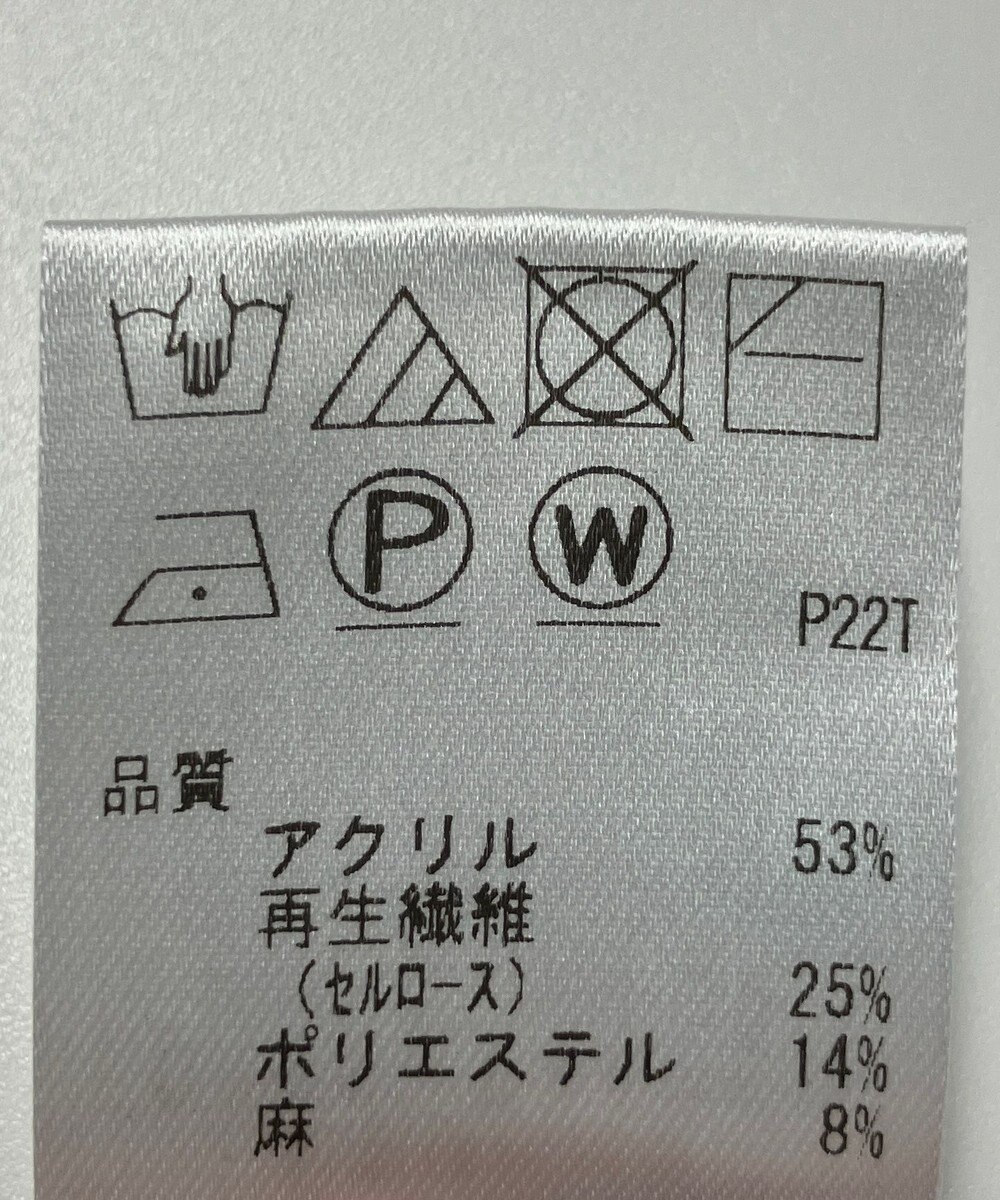 P W
P22T
品質
アクリル 53%
再生繊維
(セルロース) 25%
ポリエステル 14%
麻 8%